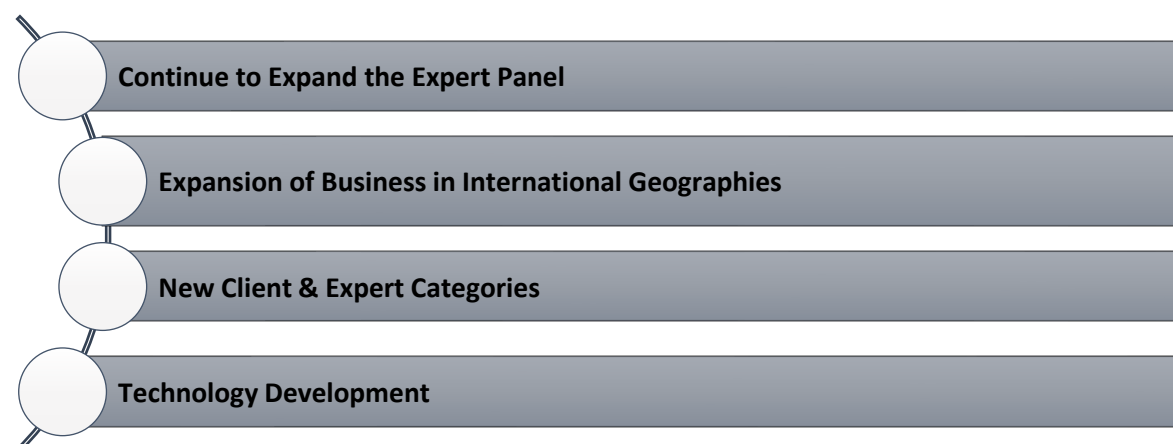 Continue to Expand the Expert Panel
Expansion of Business in International Geographies
New Client & Expert Categories
Technology Development